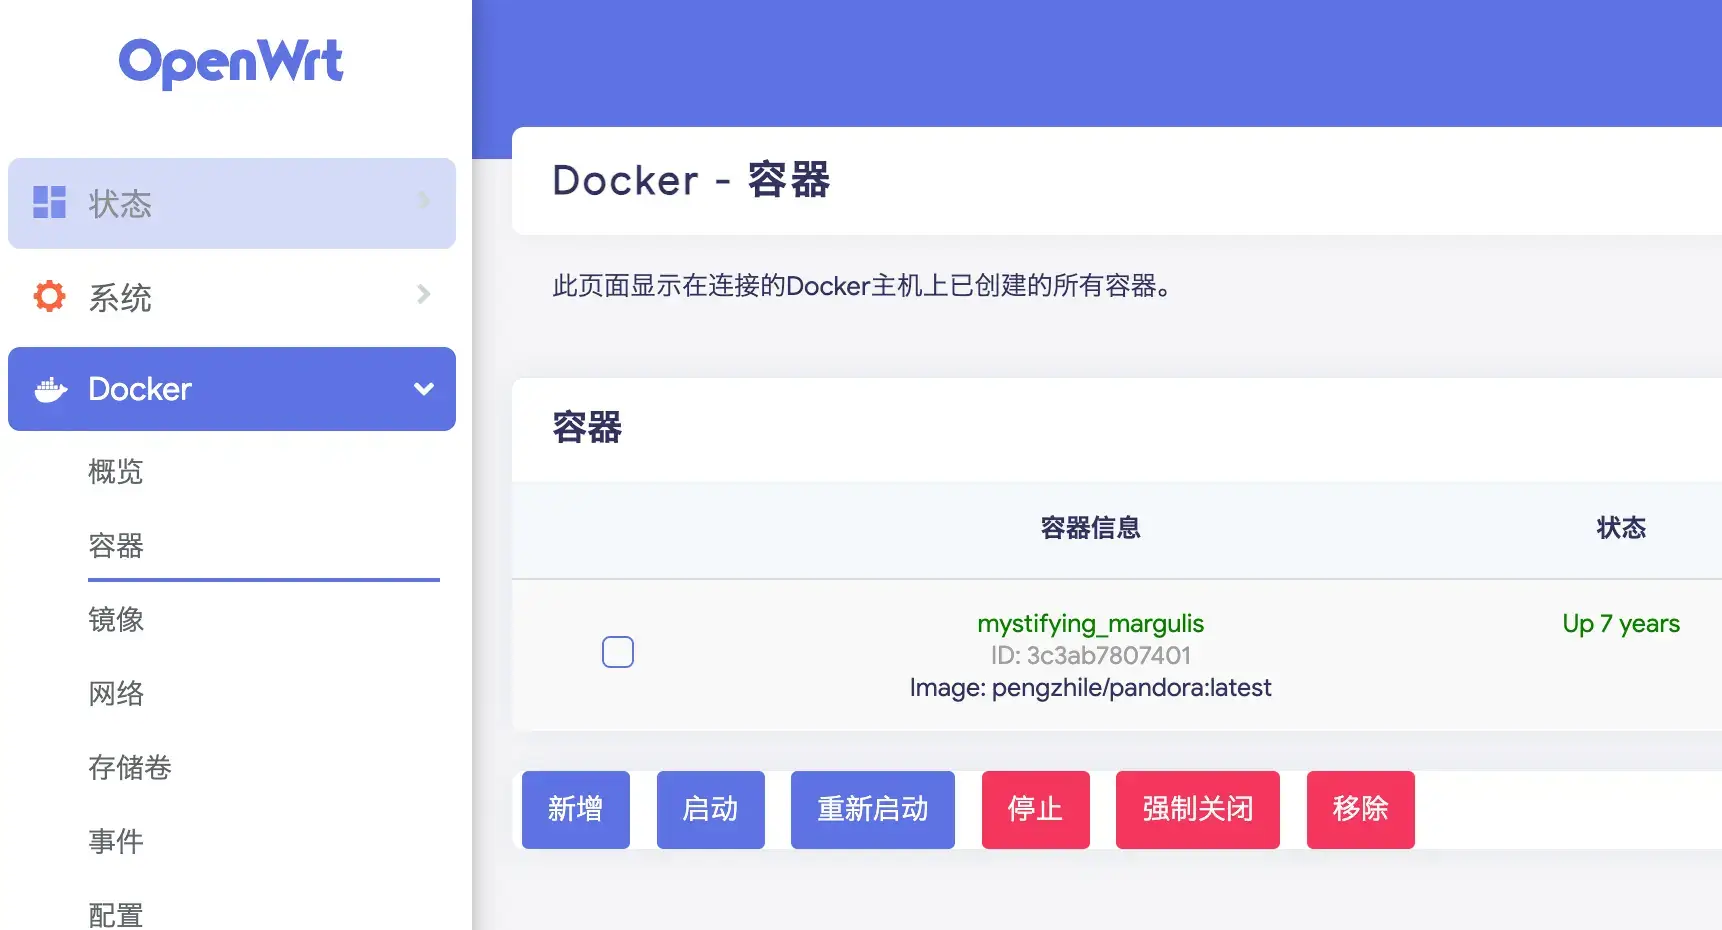 OpenWrt
状态
系统
Docker
概览
容器
镜像
网络
存储卷
事件
配置
Docker - 容器
此页面显示在连接的Docker主机上已创建的所有容器。
容器
容器信息 状态
mystifying_margulis Up 7 years
ID: 3c3ab7807401
Image: pengzhile/pandora:latest
新增 启动 重新启动 停止 强制关闭 移除